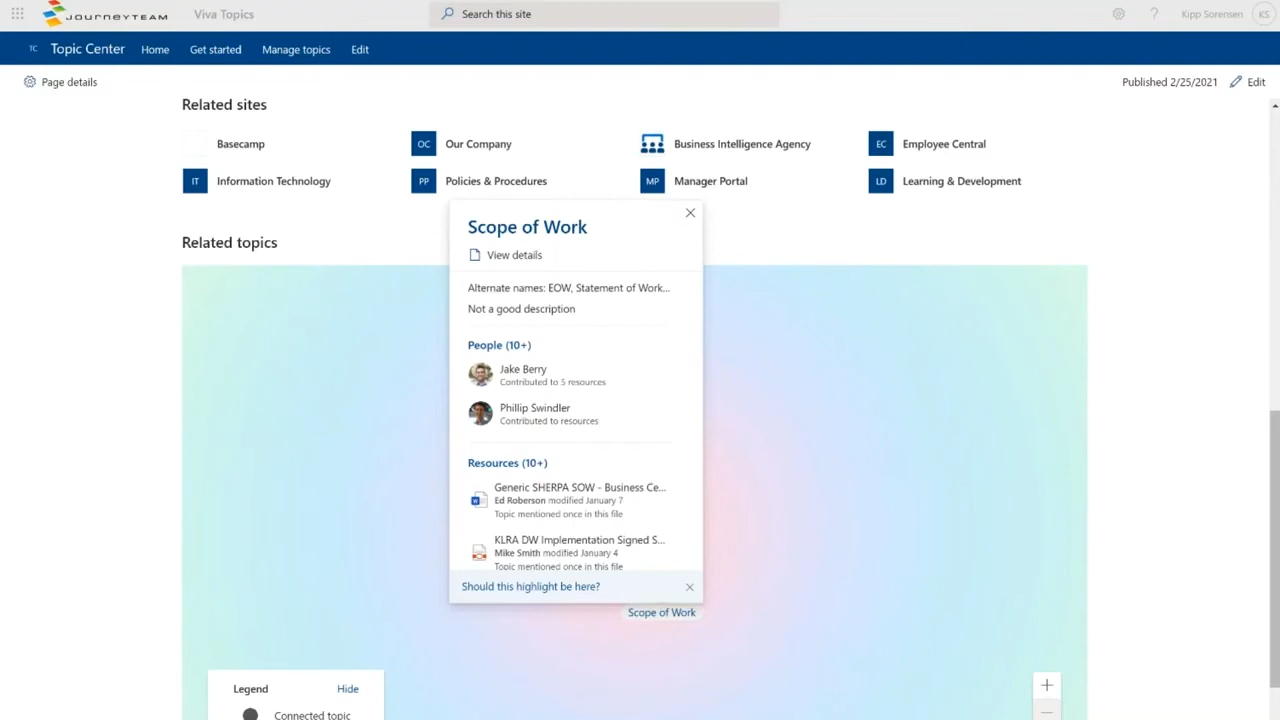 JOURNEYTEAM Viva Topics Search this site ? Kipp Sorensen KS
TC Topic Center Home Get started Manage topics Edit
Page details Published 2/25/2021 Edit
Related sites
Basecamp OC Our Company Business Intelligence Agency EC Employee Central
IT Information Technology PP Policies & Procedures MP Manager Portal LD Learning & Development
Scope of Work
View details
Related topics
Alternate names: EOW, Statement of Work...
Not a good description
People (10+)
Jake Berry
Contributed to 5 resources
Phillip Swindler
Contributed to resources
Resources (10+)
Generic SHERPA SOW - Business Ce...
Ed Roberson modified January 7
Topic mentioned once in this file
KLRA DW Implementation Signed S...
Mike Smith modified January 4
Topic mentioned once in this file
Should this highlight be here?
Scope of Work
Legend Hide
Connected topic